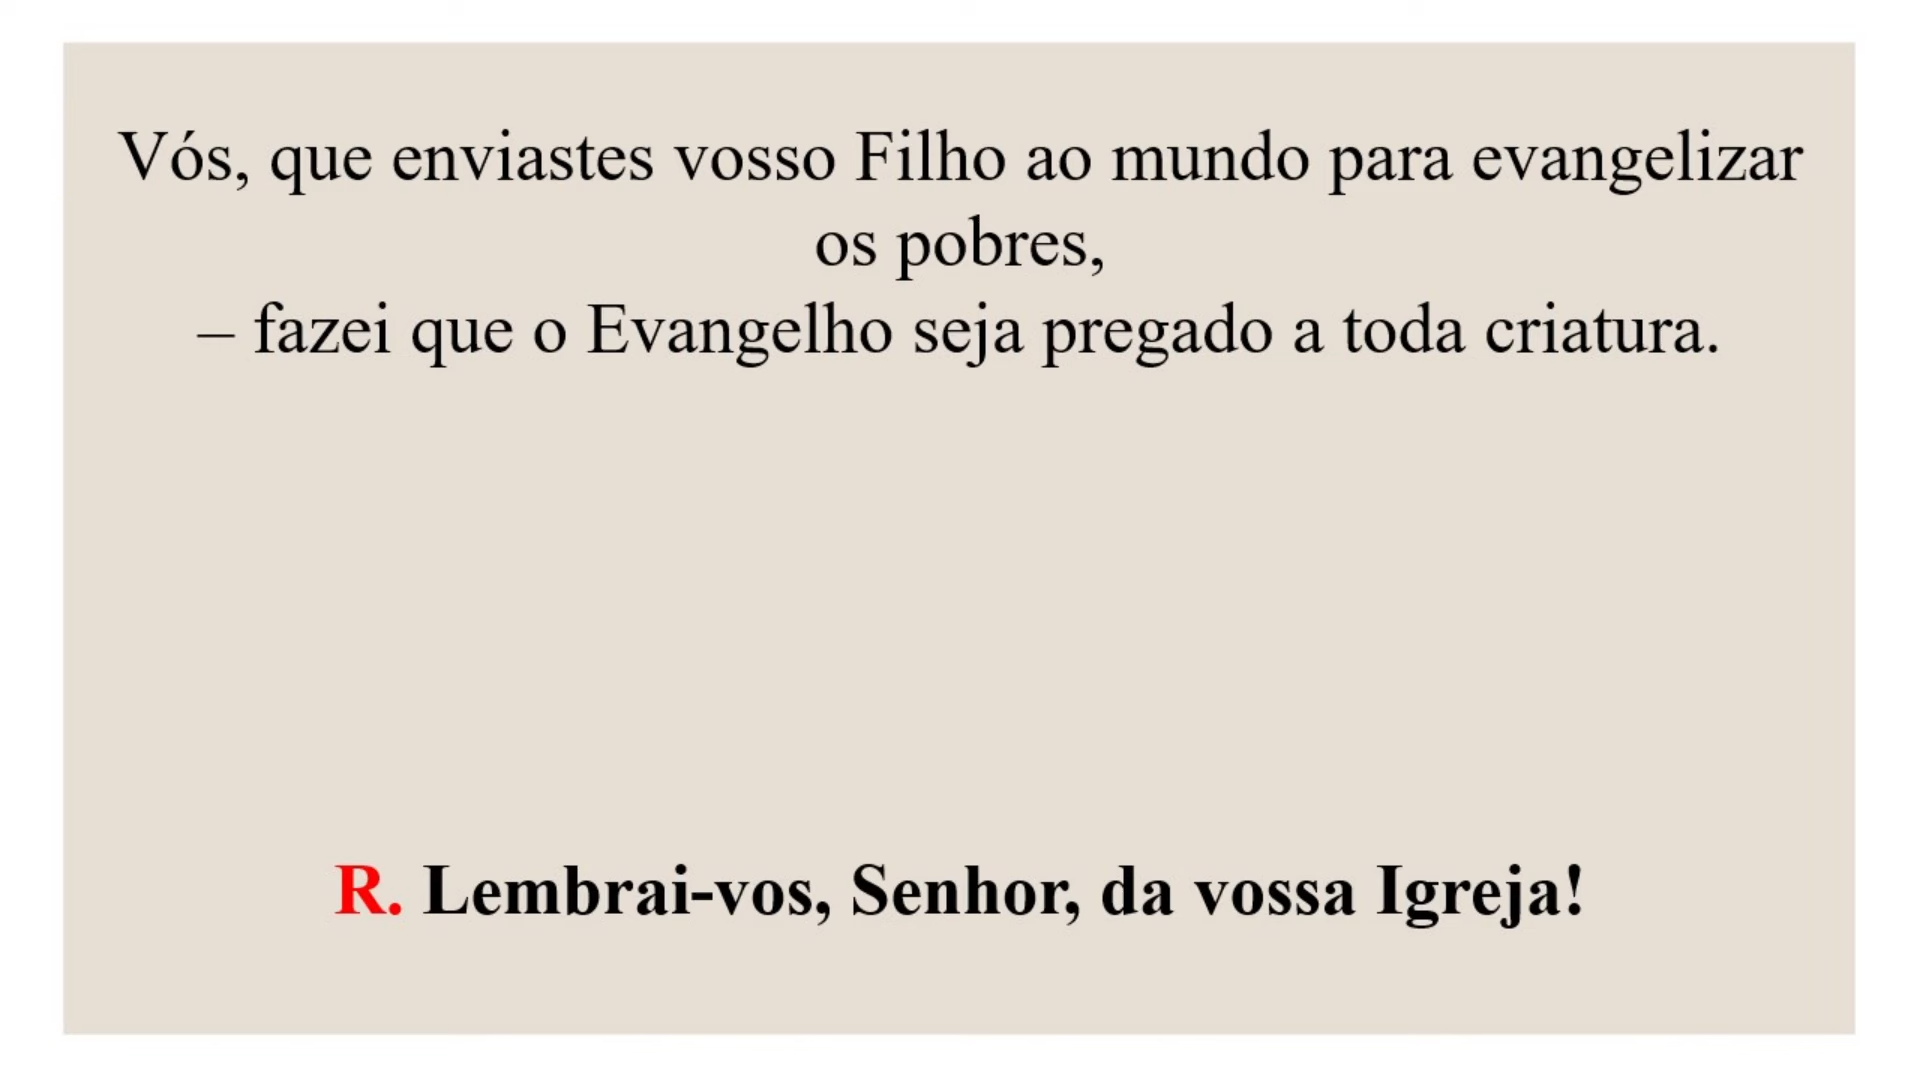 Vós, que enviastes vosso Filho ao mundo para evangelizar
os pobres,
– fazei que o Evangelho seja pregado a toda criatura.
R. Lembrai-vos, Senhor, da vossa Igreja!